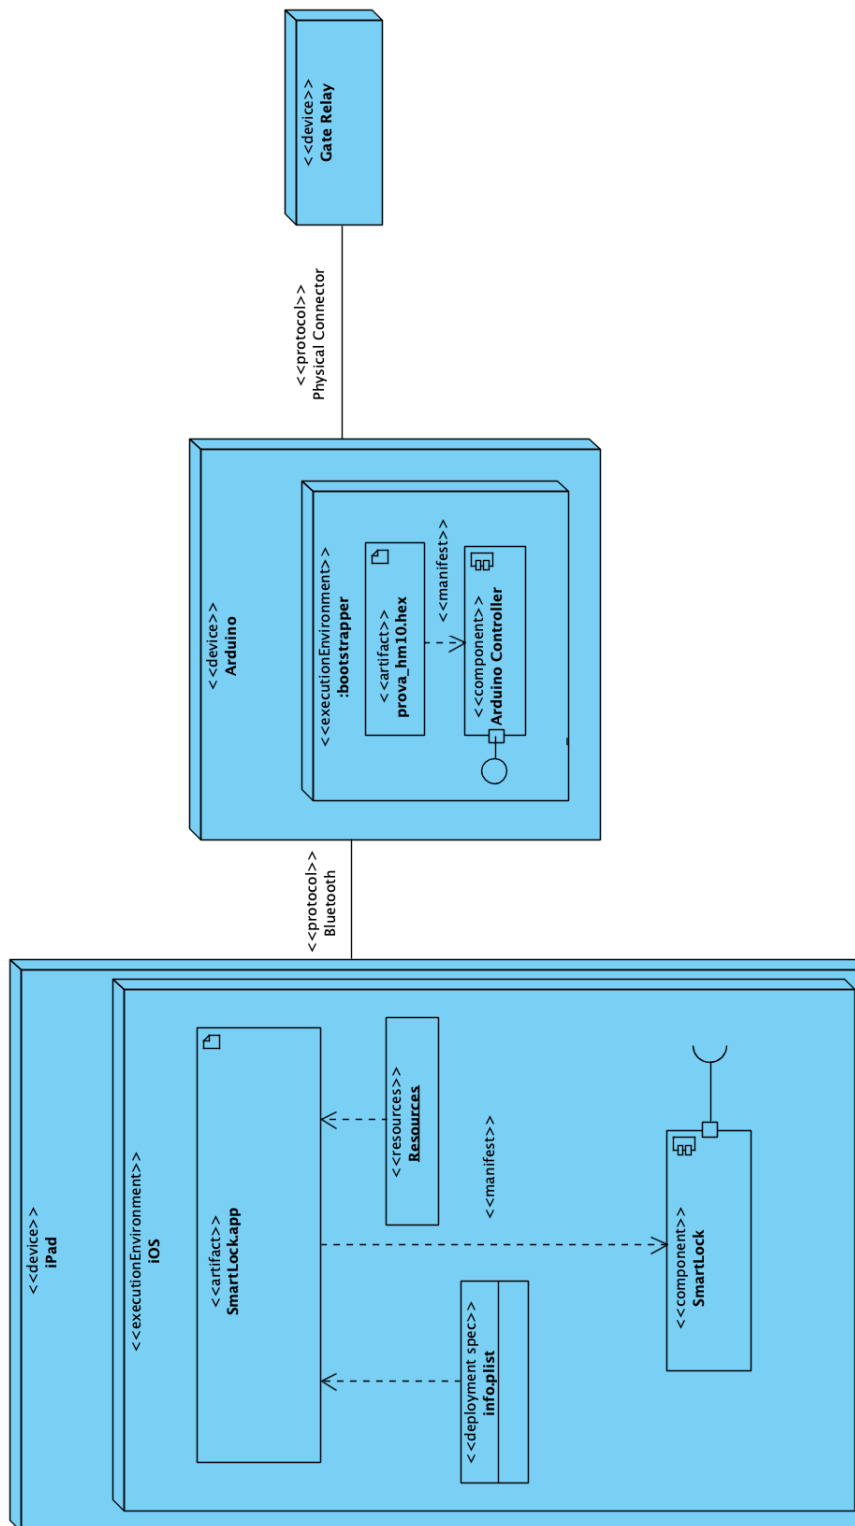 <<device>>
iPad
<<executionEnvironment>>
iOS
<<artifact>>
SmartLock.app
<<deployment spec>>
info.plist
<<resources>>
Resources
<<manifest>>
<<component>>
SmartLock
<<protocol>>
Bluetooth
<<device>>
Arduino
<<executionEnvironment>>
:bootstrapper
<<artifact>>
prova_hm10.hex
<<manifest>>
<<component>>
Arduino Controller
<<protocol>>
Physical Connector
<<device>>
Gate Relay